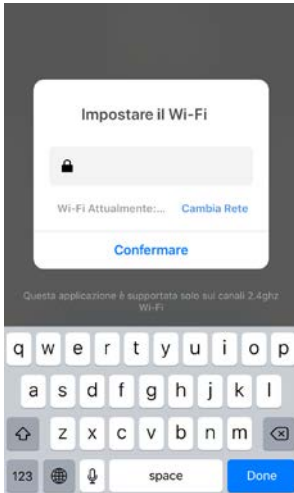 Impostare il Wi-Fi
Wi-Fi Attualmente:... Cambia Rete
Confermare
Questa applicazione è supportata solo sui canali 2.4ghz
Wi-Fi
q w e r t y u i o p
a s d f g h j k l
z x c v b n m
123 space Done